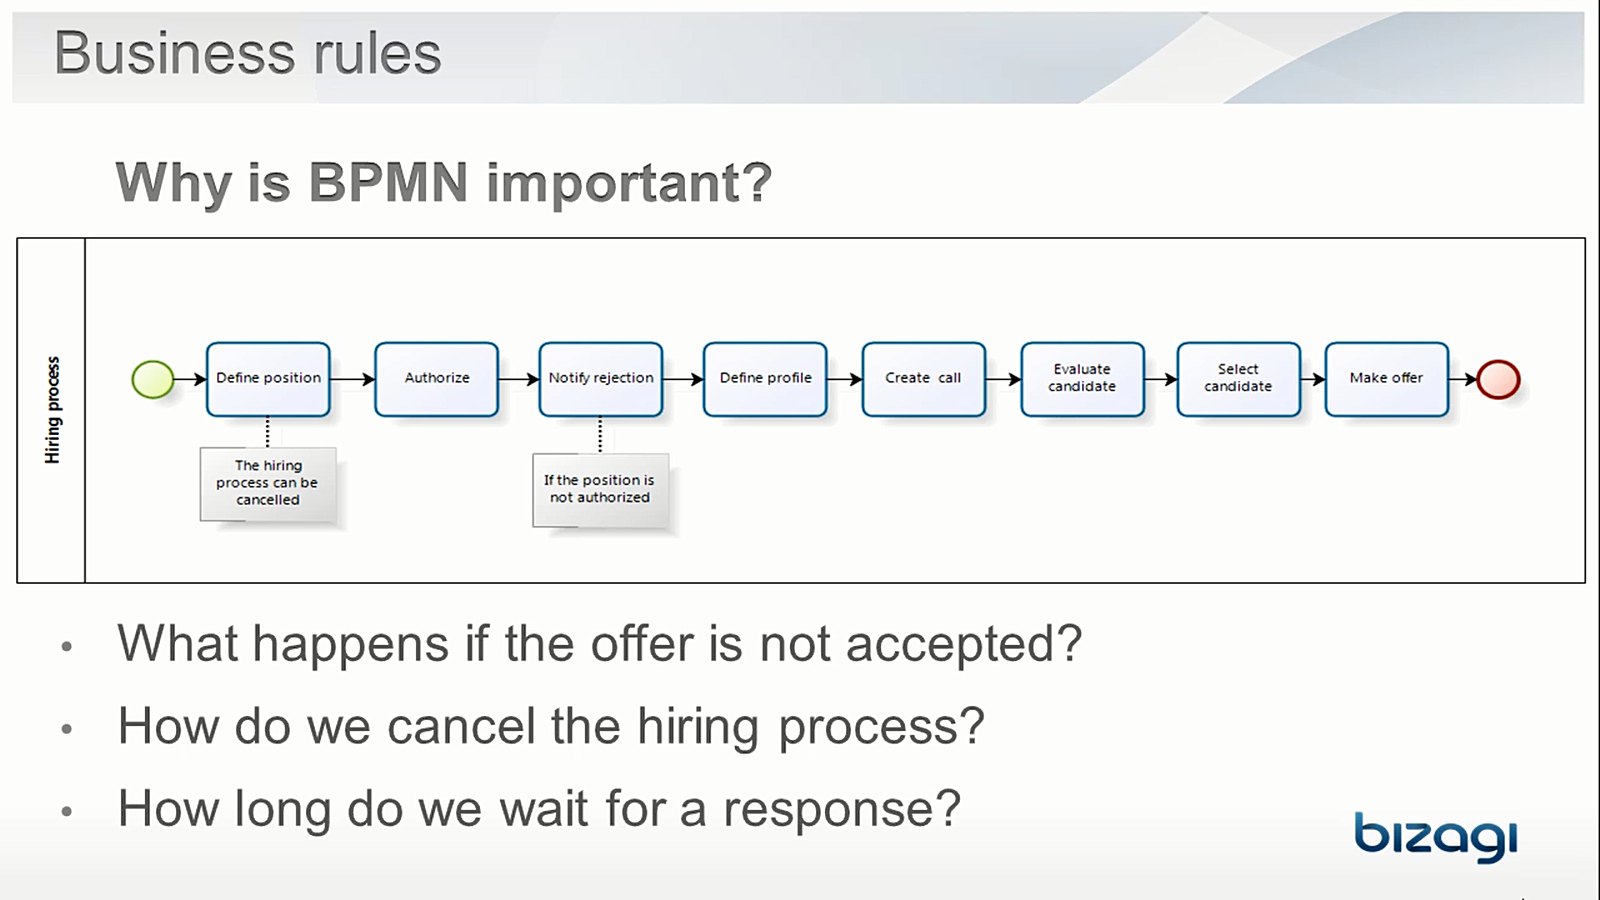 Business rules
Why is BPMN important?
Hiring process
Define position
Authorize
Notify rejection
Define profile
Create call
Evaluate
candidate
Select
candidate
Make offer
The hiring
process can be
cancelled
If the position is
not authorized
• What happens if the offer is not accepted?
• How do we cancel the hiring process?
• How long do we wait for a response?
bizagi